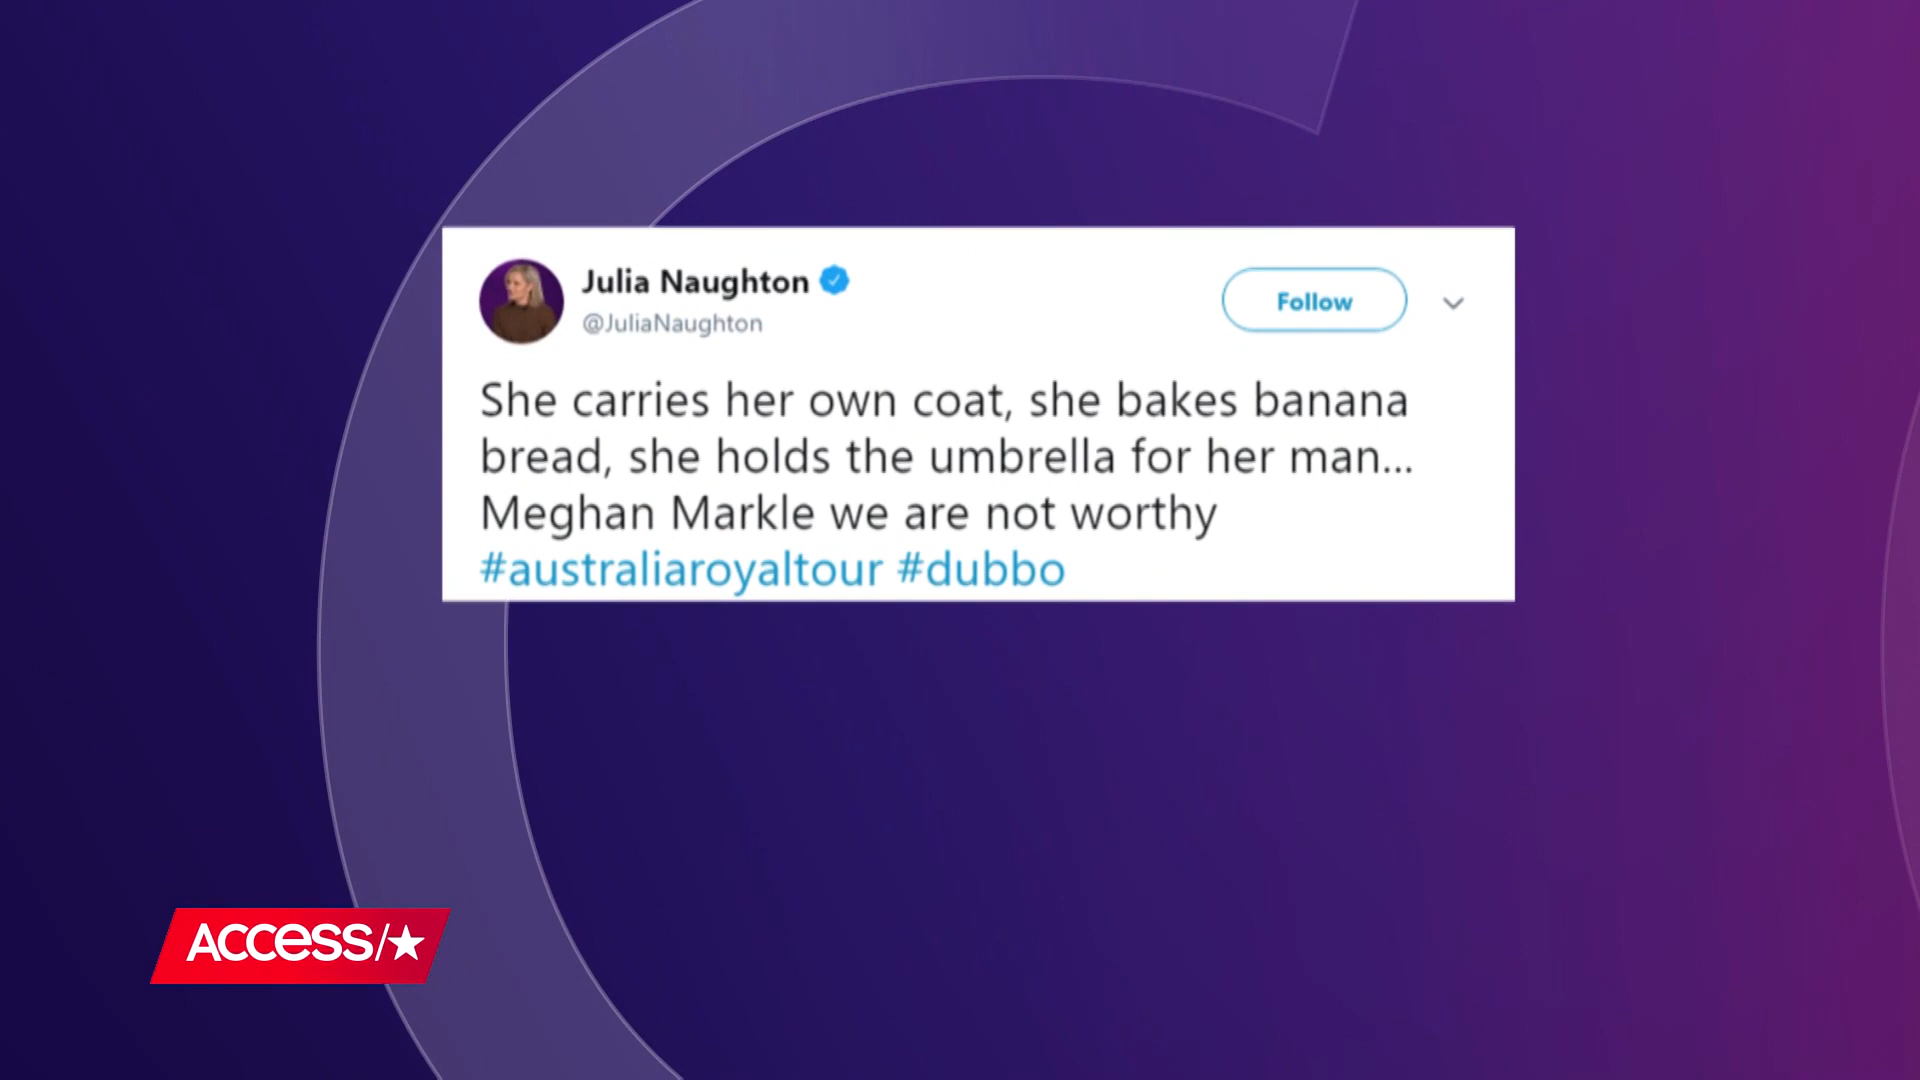 Julia Naughton
@JuliaNaughton
Follow
She carries her own coat, she bakes banana
bread, she holds the umbrella for her man...
Meghan Markle we are not worthy
#australiaroyaltour #dubbo
ACCESS/★